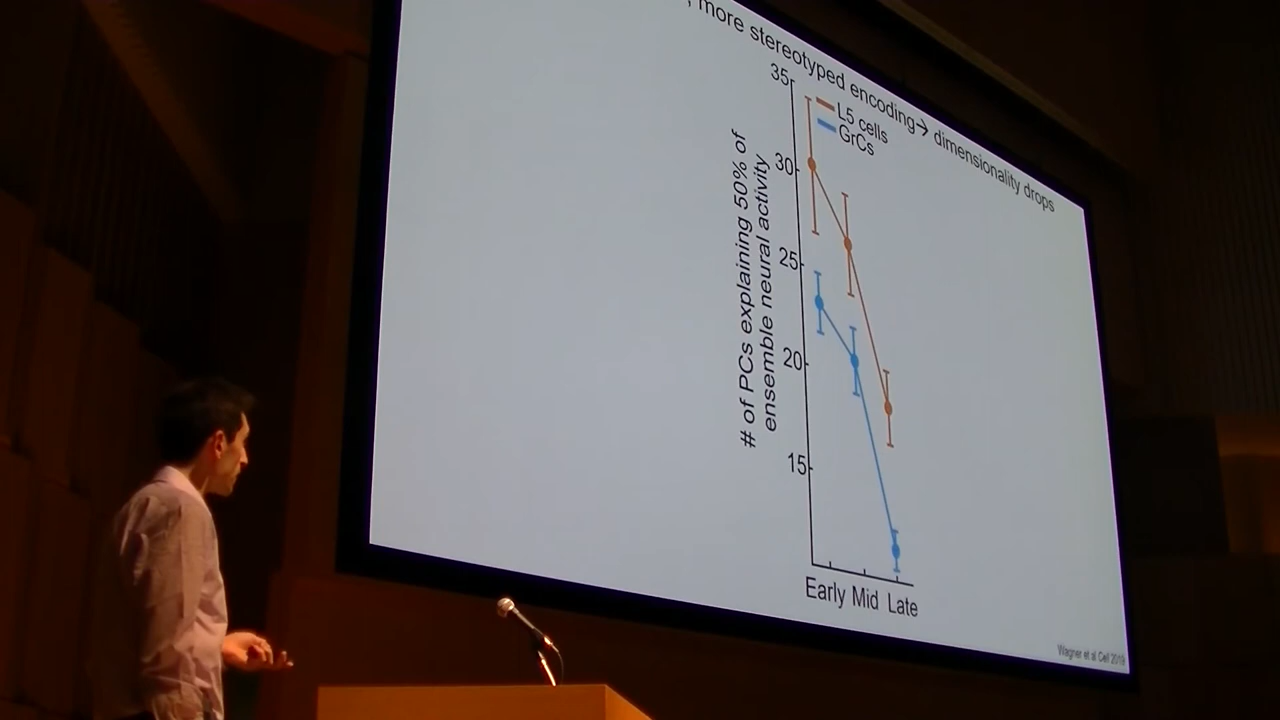 , more stereotyped encoding→ dimensionality drops
35
L5 cells
GrCs
30
25
20
15
# of PCs explaining 50% of
ensemble neural activity
Early Mid Late
Wagner et al Cell 2019